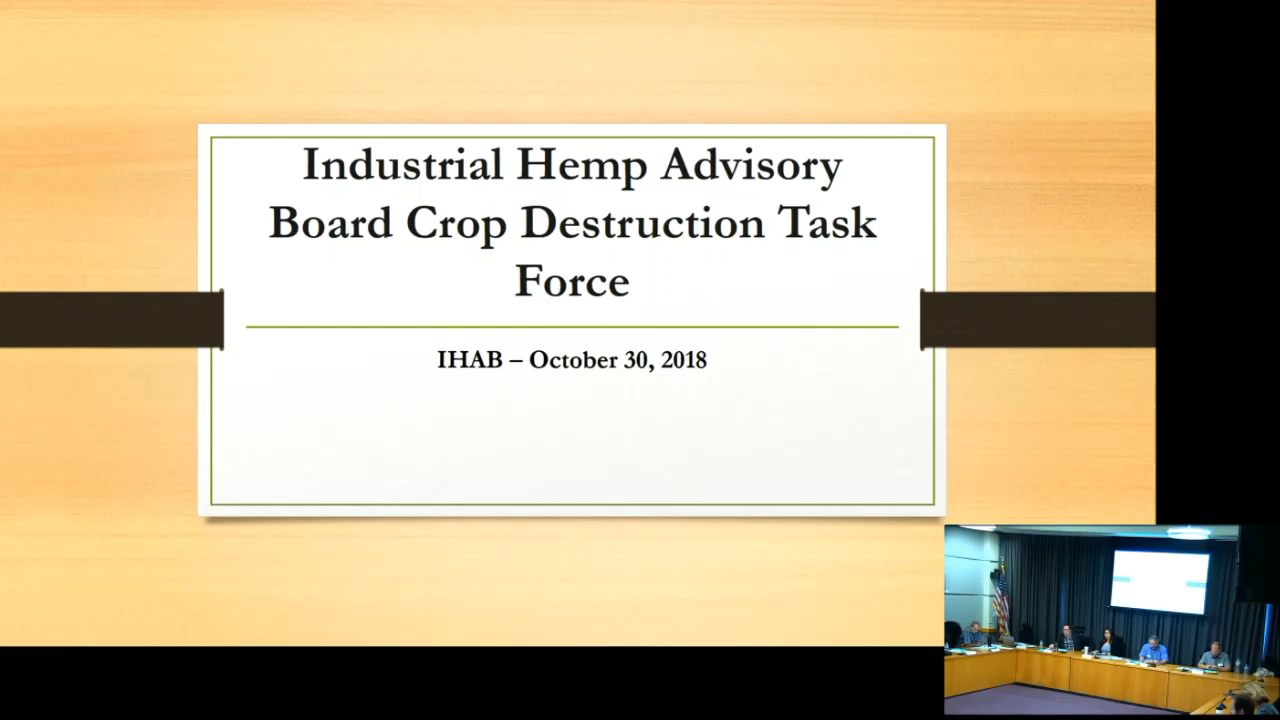 Industrial Hemp Advisory
Board Crop Destruction Task
Force
IHAB – October 30, 2018